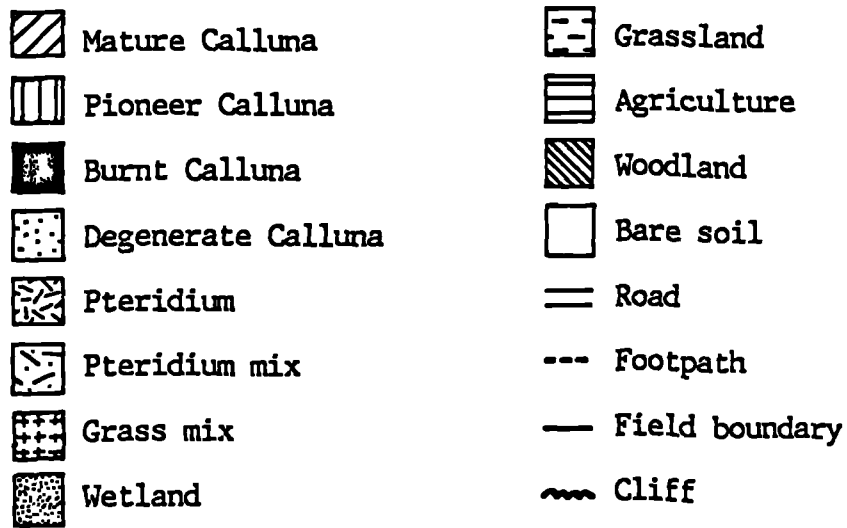 Mature Calluna
Pioneer Calluna
Burnt Calluna
Degenerate Calluna
Pteridium
Pteridium mix
Grass mix
Wetland
Grassland
Agriculture
Woodland
Bare soil
Road
Footpath
Field boundary
Cliff